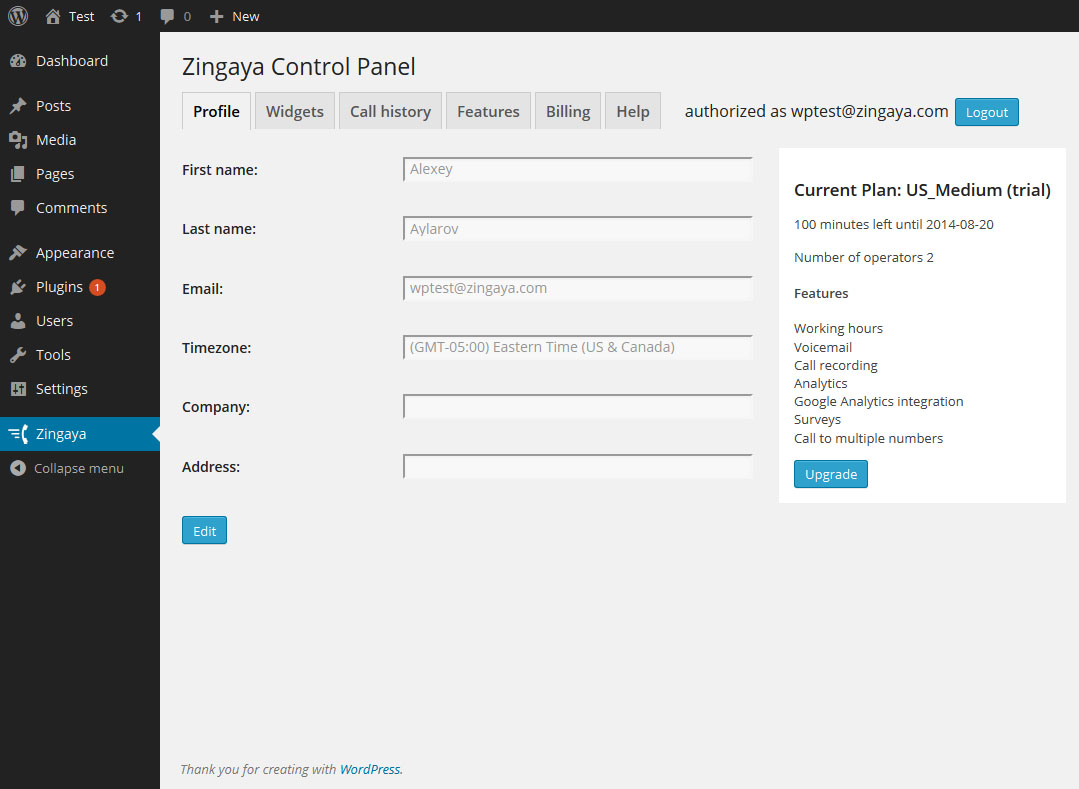 Test 1 0 New
Dashboard
Posts
Media
Pages
Comments
Appearance
Plugins 1
Users
Tools
Settings
Zingaya
Collapse menu
Zingaya Control Panel
Profile Widgets Call history Features Billing Help authorized as wptest@zingaya.com Logout
First name: Alexey
Last name: Aylarov
Email: wptest@zingaya.com
Timezone: (GMT-05:00) Eastern Time (US & Canada)
Company:
Address:
Edit
Current Plan: US_Medium (trial)
100 minutes left until 2014-08-20
Number of operators 2
Features
Working hours
Voicemail
Call recording
Analytics
Google Analytics integration
Surveys
Call to multiple numbers
Upgrade
Thank you for creating with WordPress.